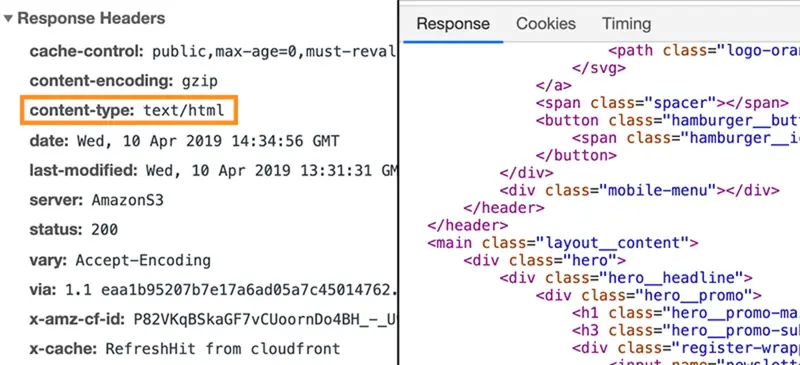 Response Headers
cache-control: public,max-age=0,must-reval
content-encoding: gzip
content-type: text/html
date: Wed, 10 Apr 2019 14:34:56 GMT
last-modified: Wed, 10 Apr 2019 13:31:31 GM
server: AmazonS3
status: 200
vary: Accept-Encoding
via: 1.1 eaa1b95207b7e17a6ad05a7c45014762.
x-amz-cf-id: P82VKqBSkaGF7vCUoornDo4BH_-_U
x-cache: RefreshHit from cloudfront
Response Cookies Timing
<path class="logo-oran
</svg>
</a>
<span class="spacer"></span>
<button class="hamburger__butt
<span class="hamburger__ic
</button>
</div>
<div class="mobile-menu"></div>
</header>
</header>
<main class="layout__content">
<div class="hero">
<div class="hero__headline">
<div class="hero__promo">
<h1 class="hero__promo-mai
<h3 class="hero__promo-sub
<div class="register-wrapp
<input name="newslett